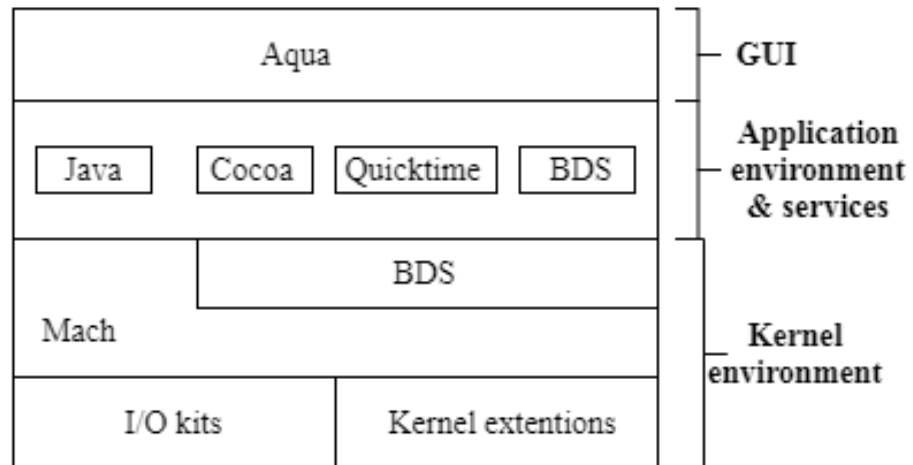 Aqua
GUI
Java
Cocoa
Quicktime
BDS
Application
environment
& services
BDS
Mach
Kernel
environment
I/O kits
Kernel extentions